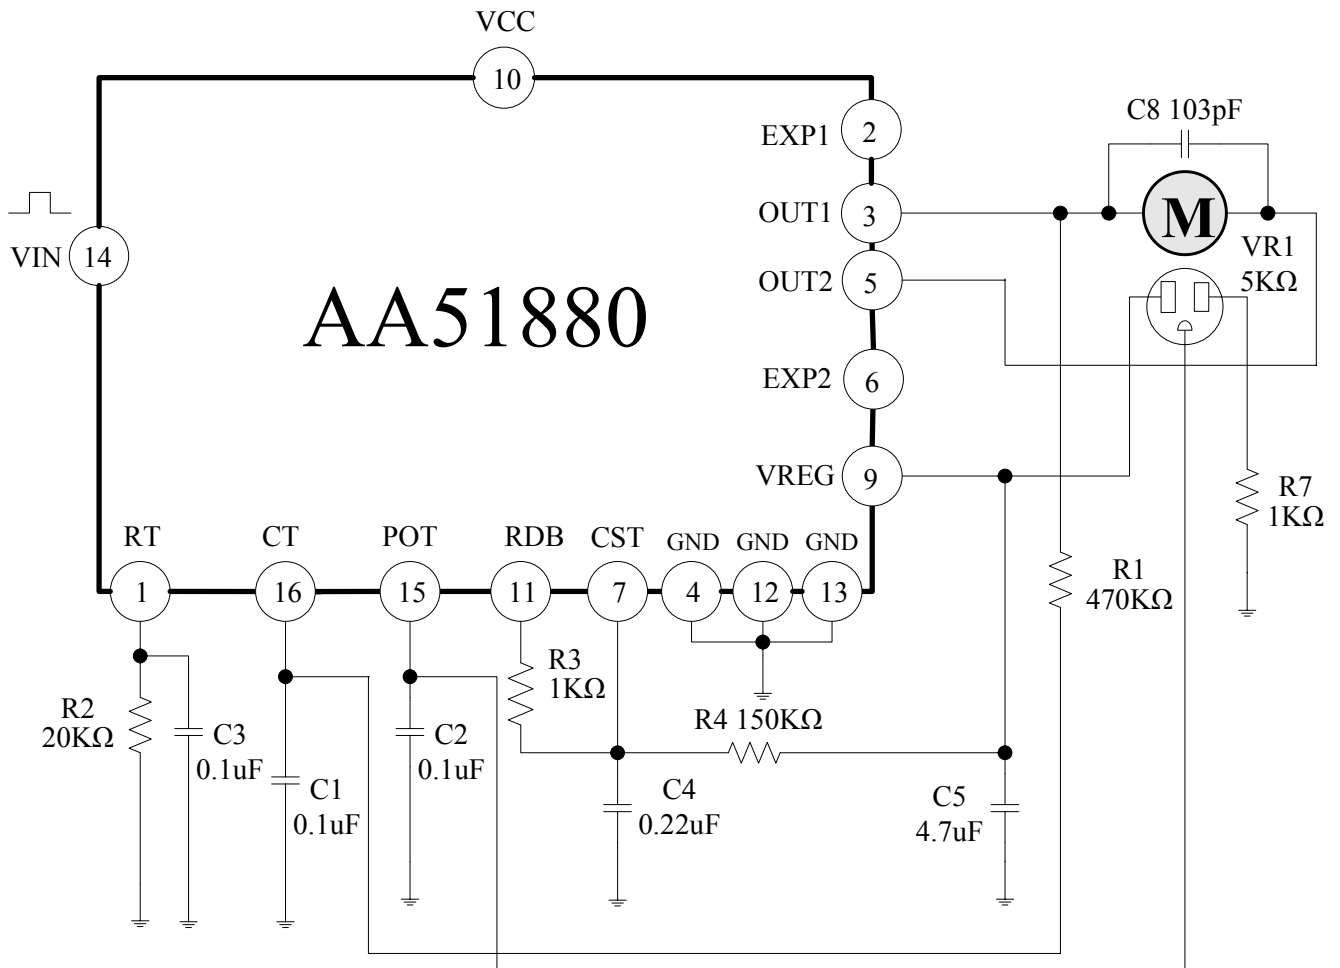 VCC
10
C8 103pF
EXP1
2
OUT1
3
M
VIN
14
VR1
5KΩ
OUT2
5
AA51880
EXP2
6
VREG
9
R7
1KΩ
RT
CT
POT
RDB
CST
GND
GND
GND
1
16
15
11
7
4
12
13
R1
470KΩ
R3
1KΩ
R2
20KΩ
R4 150KΩ
C3
0.1uF
C2
0.1uF
C1
0.1uF
C4
0.22uF
C5
4.7uF